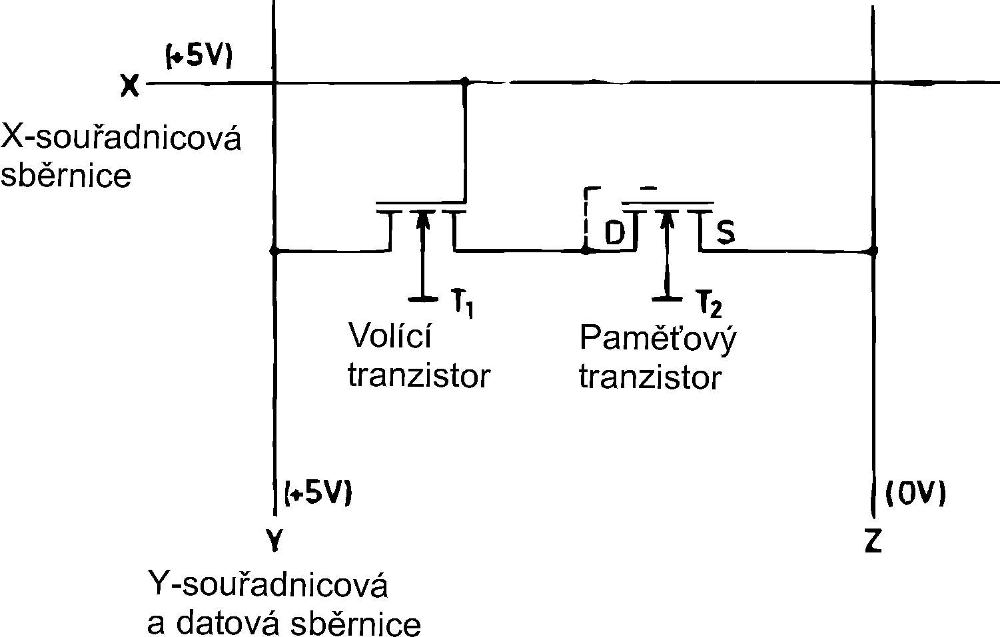 (+5V)
X
X-souřadnicová
sběrnice
D
S
T1
T2
Volící
tranzistor
Paměťový
tranzistor
(+5V)
(0V)
Y
Z
Y-souřadnicová
a datová sběrnice